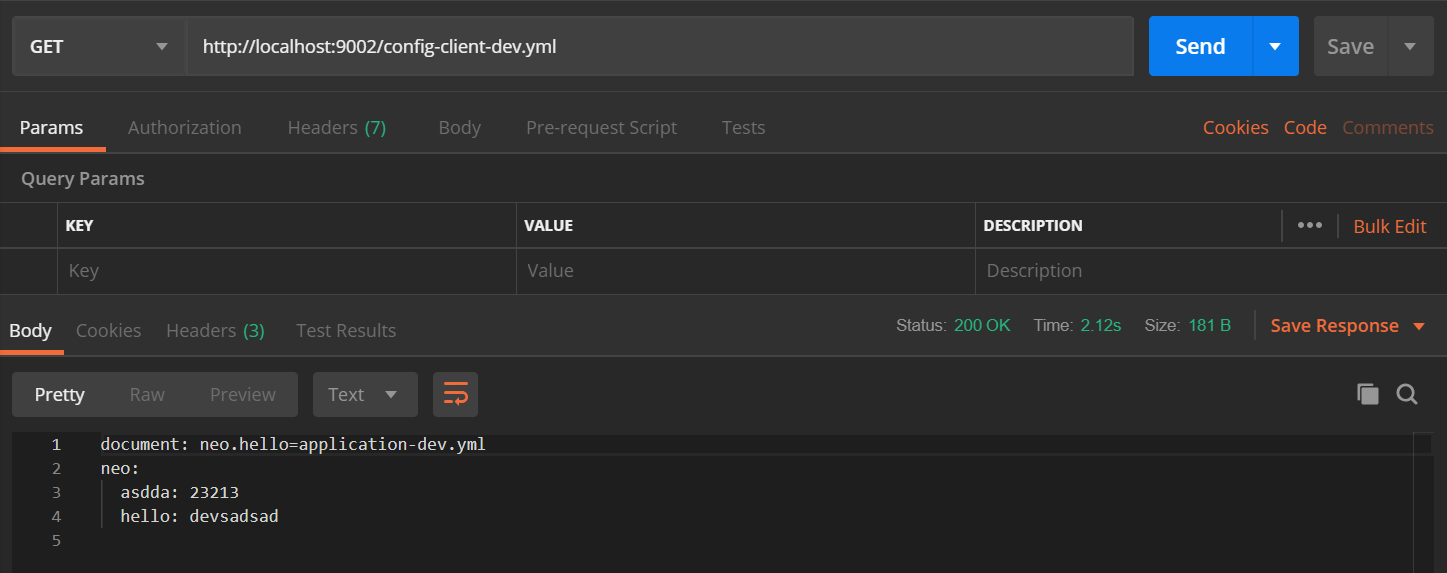 GET http://localhost:9002/config-client-dev.yml Send Save
Params Authorization Headers (7) Body Pre-request Script Tests Cookies Code Comments
Query Params
KEY VALUE DESCRIPTION ••• Bulk Edit
Key Value Description
Body Cookies Headers (3) Test Results Status: 200 OK Time: 2.12s Size: 181 B Save Response
Pretty Raw Preview Text
1 document: neo.hello=application-dev.yml
2 neo:
3 asdda: 23213
4 hello: devsadsad
5